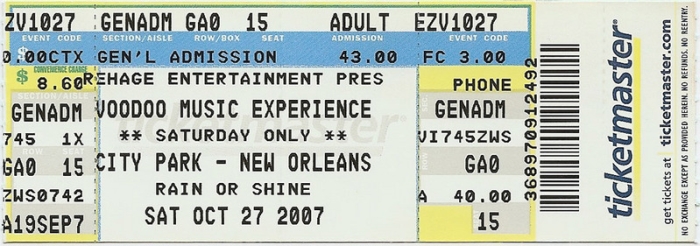 ZV1027 GENADM GA0 15 ADULT EZV1027
EVENT CODE SECTION/AISLE ROW/BOX SEAT ADMISSION EVENT CODE
0.00CTX GEN'L ADMISSION 43.00 FC 3.00
$ CONVENIENCE CHARGE
$ 8.60 REHAGE ENTERTAINMENT PRES PHONE
SECTION/AISLE
GENADM VOODOO MUSIC EXPERIENCE GENADM
745 1X ** SATURDAY ONLY ** VI745ZWS
GA0 15 CITY PARK - NEW ORLEANS GA0
ZWS0742 RAIN OR SHINE A 40.00
A19SEP7 SAT OCT 27 2007 15
368970912492
ticketmaster
get tickets at ticketmaster.com
NO EXCHANGE EXCEPT AS PROVIDED HEREIN. NO REFUNDS. NO REENTRY.